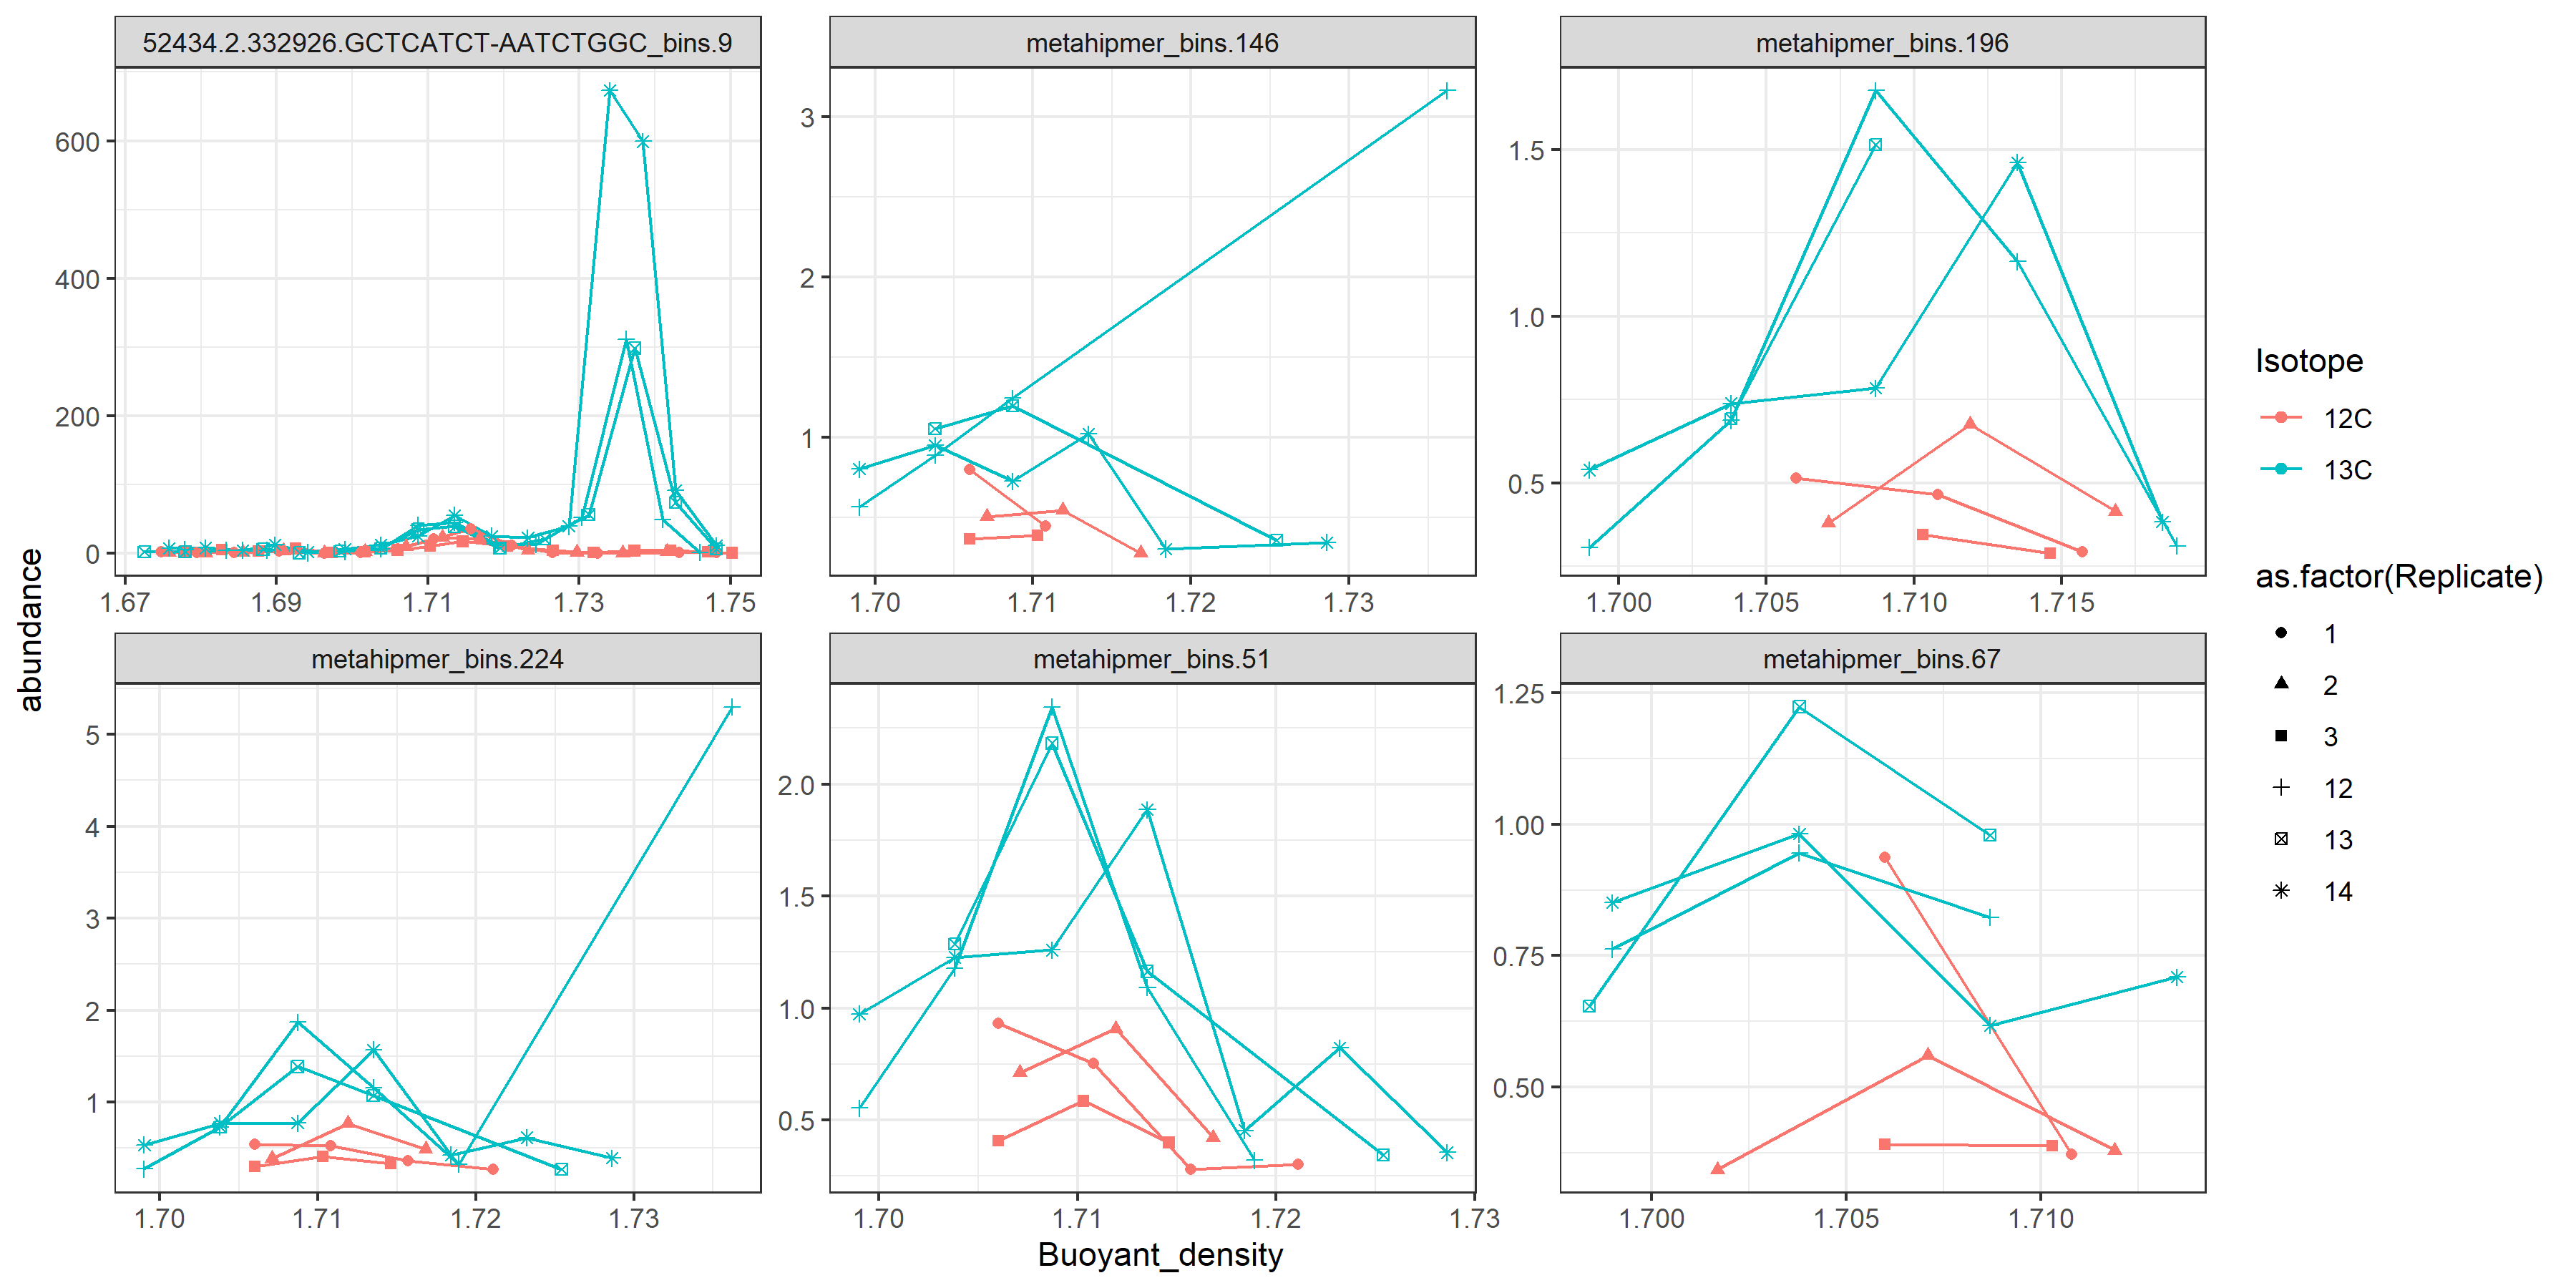 52434.2.332926.GCTCATCT-AATCTGGC_bins.9
metahipmer_bins.146
metahipmer_bins.196
600
400
200
0
1.67 1.69 1.71 1.73 1.75
3
2
1
1.70 1.71 1.72 1.73
1.5
1.0
0.5
1.700 1.705 1.710 1.715
metahipmer_bins.224
metahipmer_bins.51
metahipmer_bins.67
5
4
3
2
1
1.70 1.71 1.72 1.73
2.0
1.5
1.0
0.5
1.70 1.71 1.72 1.73
1.25
1.00
0.75
0.50
1.700 1.705 1.710
abundance
Buoyant_density
Isotope
12C
13C
as.factor(Replicate)
1
2
3
12
13
14